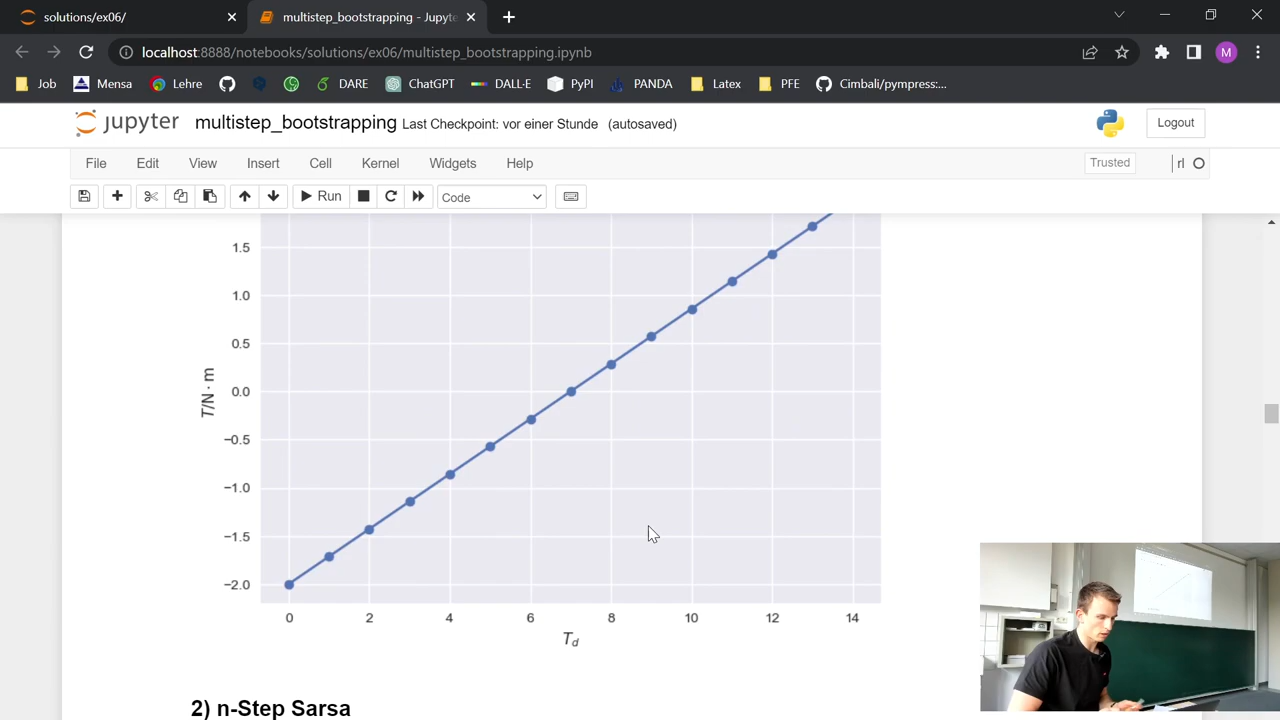 solutions/ex06/
multistep_bootstrapping - Jupyte
localhost:8888/notebooks/solutions/ex06/multistep_bootstrapping.ipynb
M
Job Mensa Lehre DARE ChatGPT DALL-E PyPI PANDA Latex PFE Cimbali/pympress:...
jupyter multistep_bootstrapping Last Checkpoint: vor einer Stunde (autosaved) Logout
File Edit View Insert Cell Kernel Widgets Help Trusted rl
Run Code
1.5
1.0
0.5
0.0
−0.5
−1.0
−1.5
−2.0
T/N · m
0 2 4 6 8 10 12 14
T_d
2) n-Step Sarsa